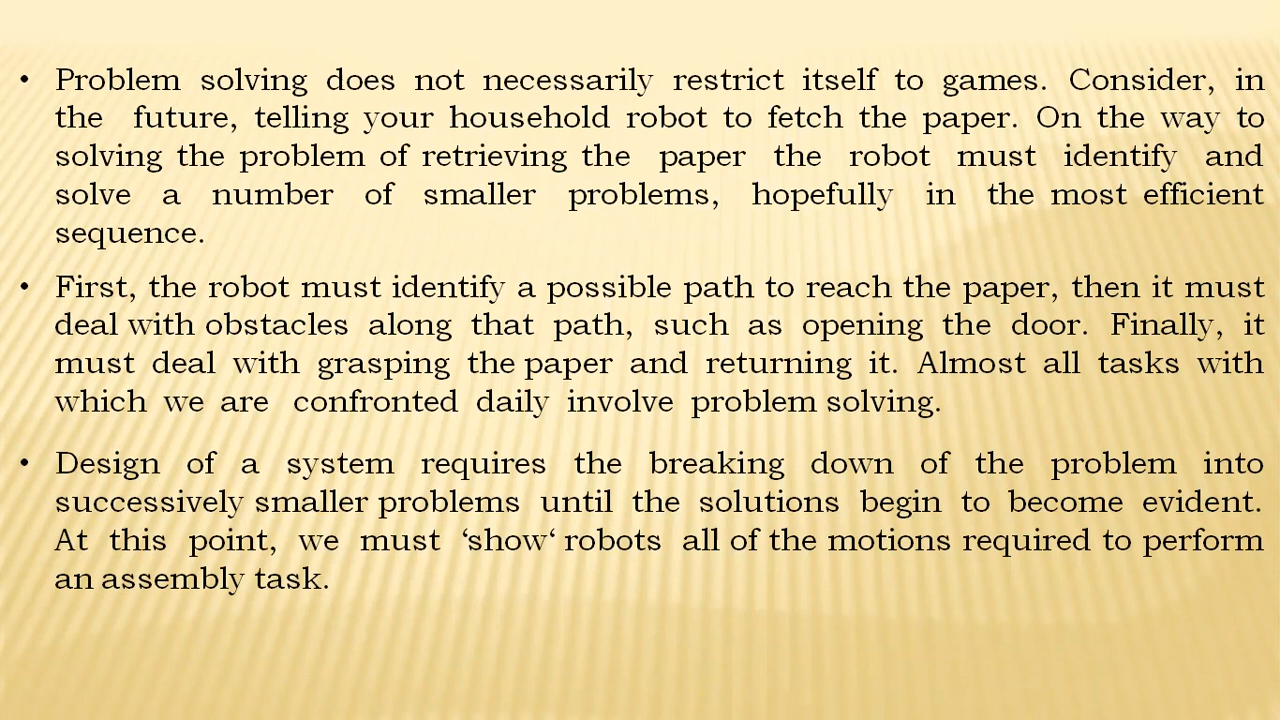 • Problem solving does not necessarily restrict itself to games. Consider, in
the future, telling your household robot to fetch the paper. On the way to
solving the problem of retrieving the paper the robot must identify and
solve a number of smaller problems, hopefully in the most efficient
sequence.
• First, the robot must identify a possible path to reach the paper, then it must
deal with obstacles along that path, such as opening the door. Finally, it
must deal with grasping the paper and returning it. Almost all tasks with
which we are confronted daily involve problem solving.
• Design of a system requires the breaking down of the problem into
successively smaller problems until the solutions begin to become evident.
At this point, we must ‘show‘ robots all of the motions required to perform
an assembly task.